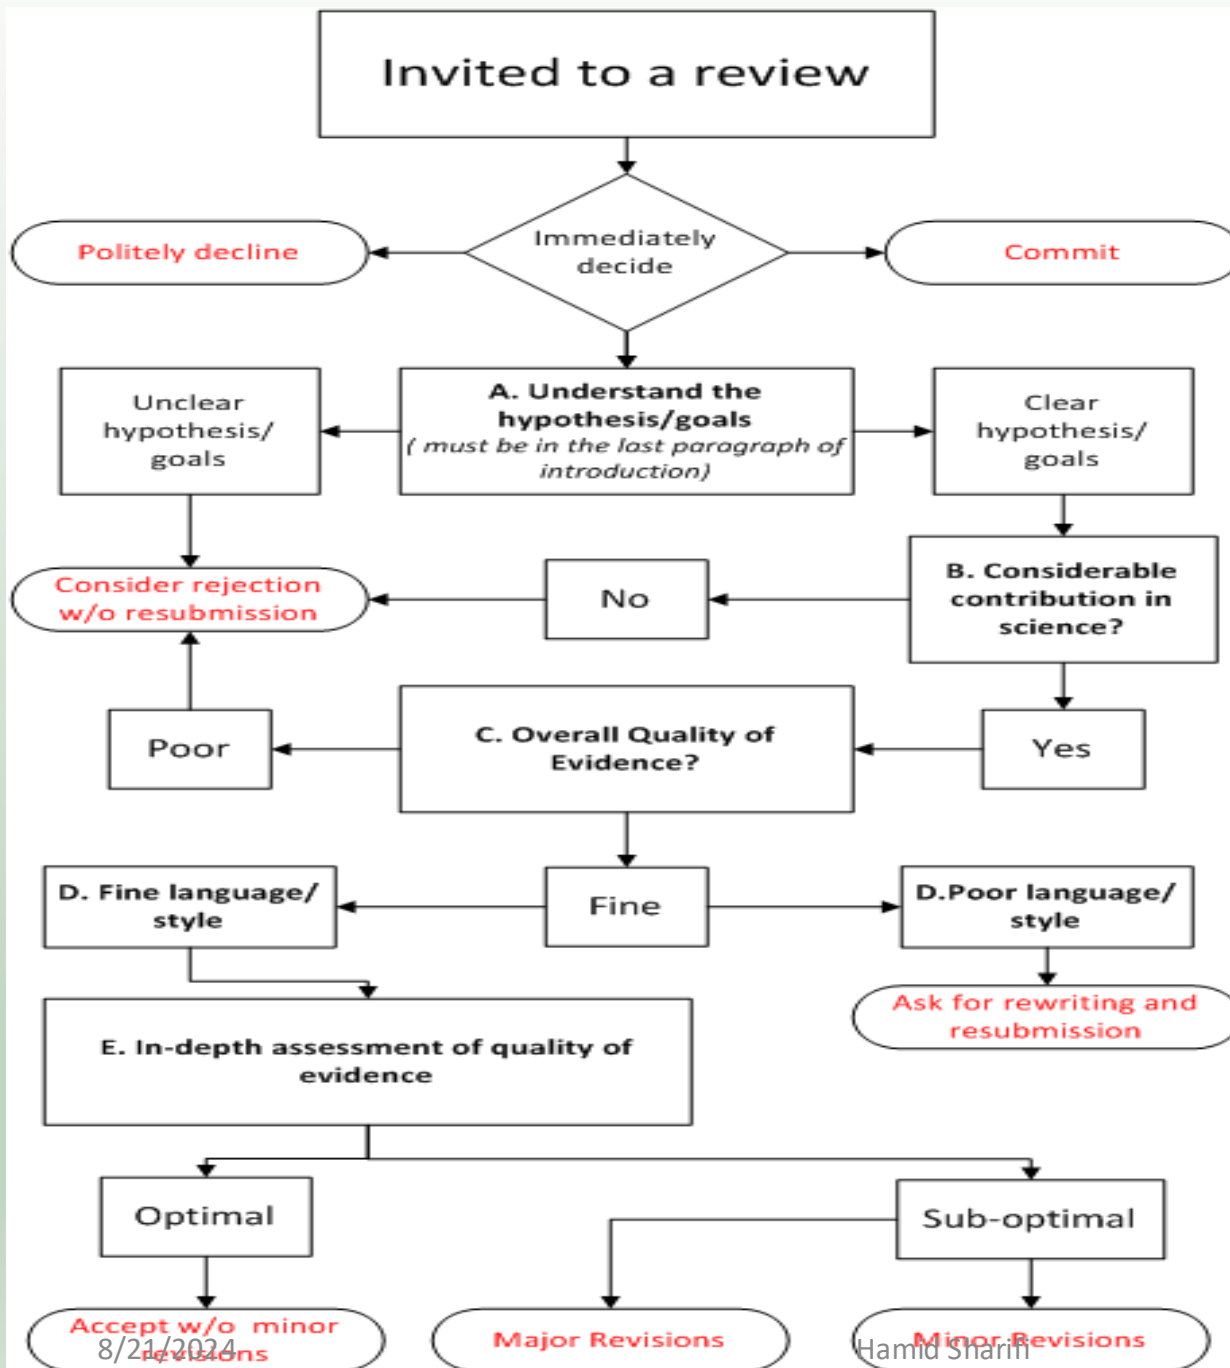 Invited to a review
Immediately
decide
Politely decline
Commit
Unclear
hypothesis/
goals
A. Understand the
hypothesis/goals
( must be in the last paragraph of
introduction)
Clear
hypothesis/
goals
Consider rejection
w/o resubmission
No
B. Considerable
contribution in
science?
Poor
C. Overall Quality of
Evidence?
Yes
D. Fine language/
style
Fine
D.Poor language/
style
Ask for rewriting and
resubmission
E. In-depth assessment of quality of
evidence
Optimal
Sub-optimal
Accept w/o minor
revisions
Major Revisions
Minor Revisions
8/21/2024
Hamid Sharifi